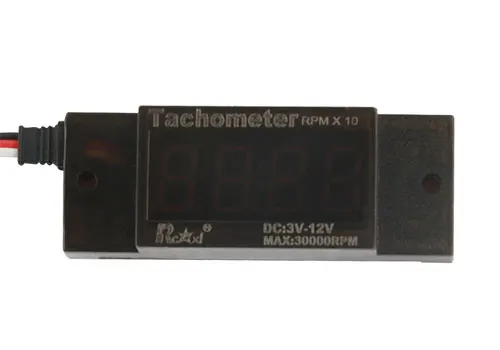 Tachometer RPM X 10
DC:3V-12V
MAX:30000RPM